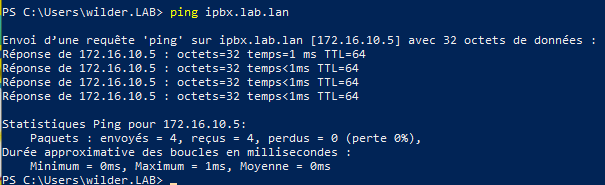 PS C:\Users\wilder.LAB> ping ipbx.lab.lan
Envoi d’une requête 'ping' sur ipbx.lab.lan [172.16.10.5] avec 32 octets de données :
Réponse de 172.16.10.5 : octets=32 temps=1 ms TTL=64
Réponse de 172.16.10.5 : octets=32 temps<1ms TTL=64
Réponse de 172.16.10.5 : octets=32 temps<1ms TTL=64
Réponse de 172.16.10.5 : octets=32 temps<1ms TTL=64
Statistiques Ping pour 172.16.10.5:
Paquets : envoyés = 4, reçus = 4, perdus = 0 (perte 0%),
Durée approximative des boucles en millisecondes :
Minimum = 0ms, Maximum = 1ms, Moyenne = 0ms
PS C:\Users\wilder.LAB>